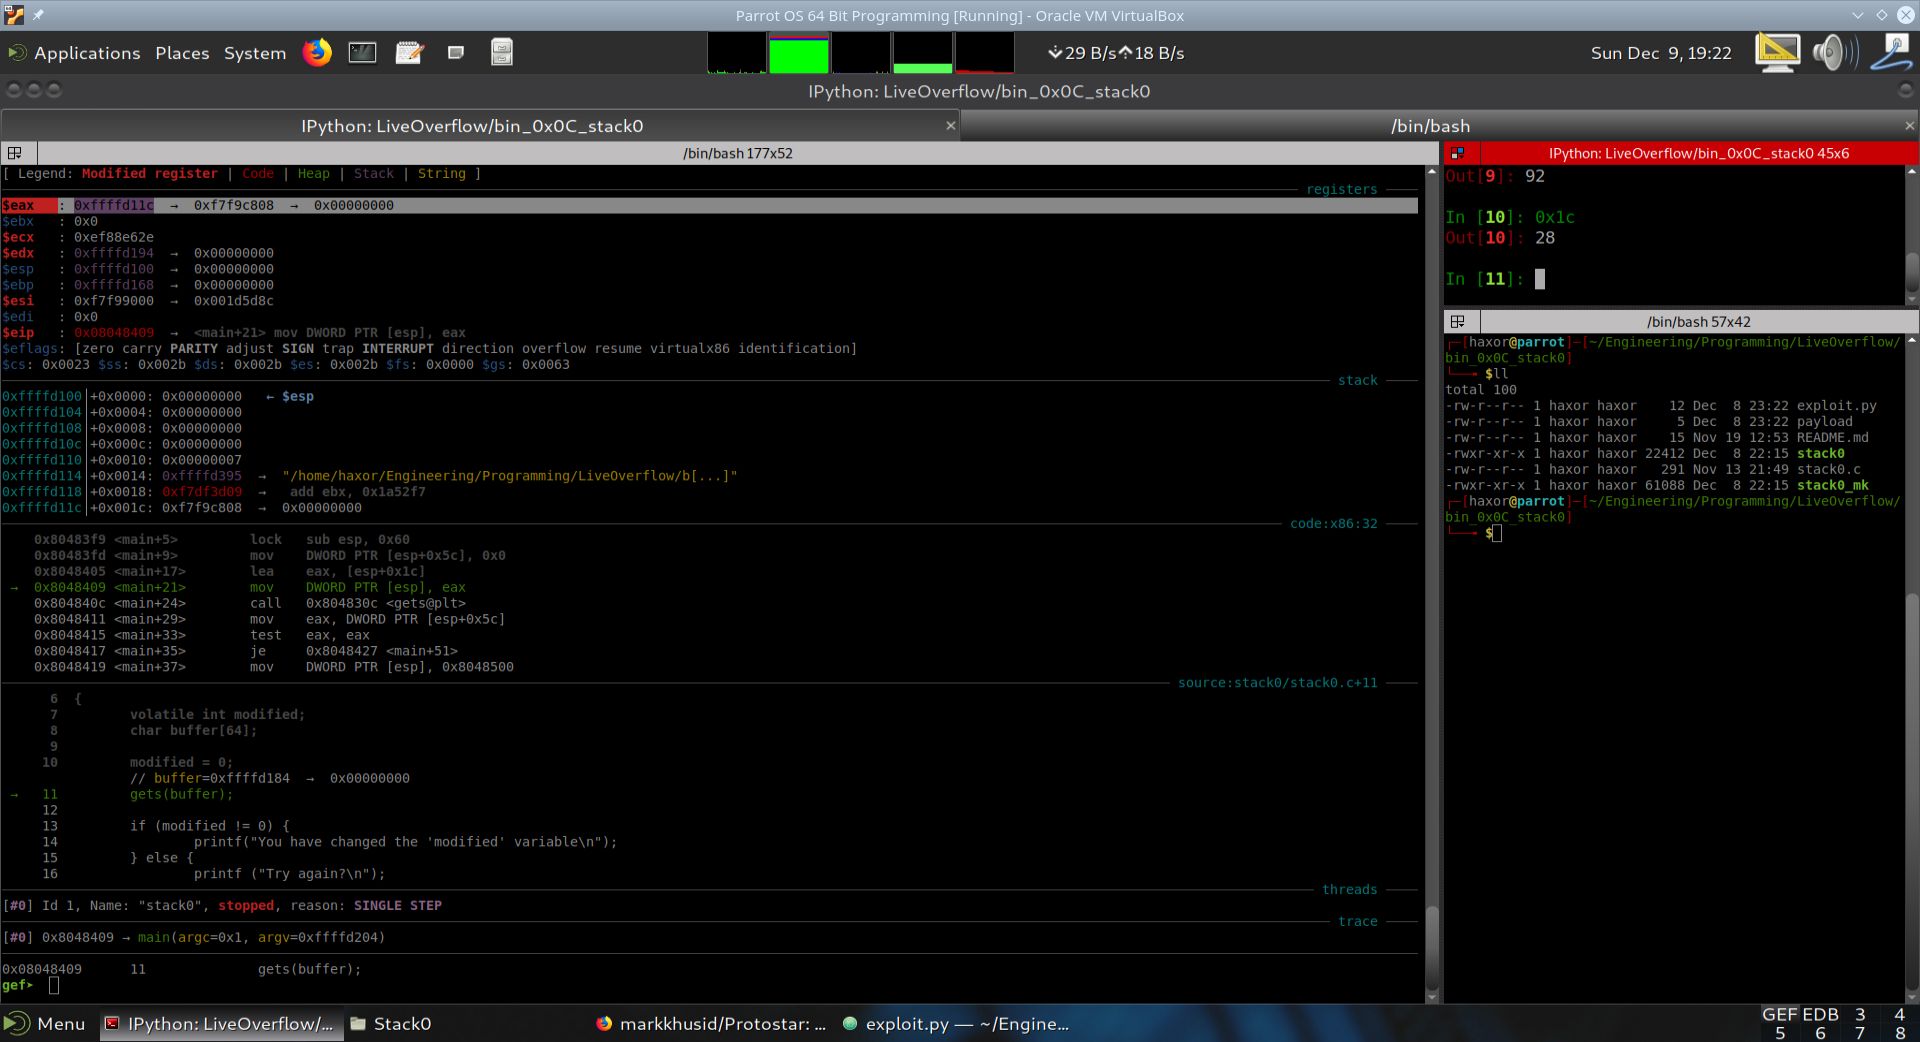 Parrot OS 64 Bit Programming [Running] - Oracle VM VirtualBox
Applications Places System 29 B/s 18 B/s Sun Dec 9, 19:22
IPython: LiveOverflow/bin_0x0C_stack0
IPython: LiveOverflow/bin_0x0C_stack0 × /bin/bash ×
/bin/bash 177x52
[ Legend: Modified register | Code | Heap | Stack | String ]
registers
$eax : 0xffffd11c → 0xf7f9c808 → 0x00000000
$ebx : 0x0
$ecx : 0xef88e62e
$edx : 0xffffd194 → 0x00000000
$esp : 0xffffd100 → 0x00000000
$ebp : 0xffffd168 → 0x00000000
$esi : 0xf7f99000 → 0x001d5d8c
$edi : 0x0
$eip : 0x08048409 → <main+21> mov DWORD PTR [esp], eax
$eflags: [zero carry PARITY adjust SIGN trap INTERRUPT direction overflow resume virtualx86 identification]
$cs: 0x0023 $ss: 0x002b $ds: 0x002b $es: 0x002b $fs: 0x0000 $gs: 0x0063
stack
0xffffd100│+0x0000: 0x00000000 ← $esp
0xffffd104│+0x0004: 0x00000000
0xffffd108│+0x0008: 0x00000000
0xffffd10c│+0x000c: 0x00000000
0xffffd110│+0x0010: 0x00000007
0xffffd114│+0x0014: 0xffffd395 → "/home/haxor/Engineering/Programming/LiveOverflow/b[...]"
0xffffd118│+0x0018: 0xf7df3d09 → add ebx, 0x1a52f7
0xffffd11c│+0x001c: 0xf7f9c808 → 0x00000000
code:x86:32
0x80483f9 <main+5> lock sub esp, 0x60
0x80483fd <main+9> mov DWORD PTR [esp+0x5c], 0x0
0x8048405 <main+17> lea eax, [esp+0x1c]
→ 0x8048409 <main+21> mov DWORD PTR [esp], eax
0x804840c <main+24> call 0x804830c <gets@plt>
0x8048411 <main+29> mov eax, DWORD PTR [esp+0x5c]
0x8048415 <main+33> test eax, eax
0x8048417 <main+35> je 0x8048427 <main+51>
0x8048419 <main+37> mov DWORD PTR [esp], 0x8048500
source:stack0/stack0.c+11
6 {
7 volatile int modified;
8 char buffer[64];
9
10 modified = 0;
// buffer=0xffffd184 → 0x00000000
→ 11 gets(buffer);
12
13 if (modified != 0) {
14 printf("You have changed the 'modified' variable\n");
15 } else {
16 printf ("Try again?\n");
threads
[#0] Id 1, Name: "stack0", stopped, reason: SINGLE STEP
trace
[#0] 0x8048409 → main(argc=0x1, argv=0xffffd204)
0x08048409 11 gets(buffer);
gef➤
IPython: LiveOverflow/bin_0x0C_stack0 45x6
Out[9]: 92
In [10]: 0x1c
Out[10]: 28
In [11]:
/bin/bash 57x42
┌─[haxor@parrot]─[~/Engineering/Programming/LiveOverflow/
bin_0x0C_stack0]
└──╼ $ll
total 100
-rw-r--r-- 1 haxor haxor 12 Dec 8 23:22 exploit.py
-rw-r--r-- 1 haxor haxor 5 Dec 8 23:22 payload
-rw-r--r-- 1 haxor haxor 15 Nov 19 12:53 README.md
-rwxr-xr-x 1 haxor haxor 22412 Dec 8 22:15 stack0
-rw-r--r-- 1 haxor haxor 291 Nov 13 21:49 stack0.c
-rwxr-xr-x 1 haxor haxor 61088 Dec 8 22:15 stack0_mk
┌─[haxor@parrot]─[~/Engineering/Programming/LiveOverflow/
bin_0x0C_stack0]
└──╼ $
Menu IPython: LiveOverflow/... Stack0 markkhusid/Protostar: ... exploit.py — ~/Engine...
GEF EDB 3 4
5 6 7 8